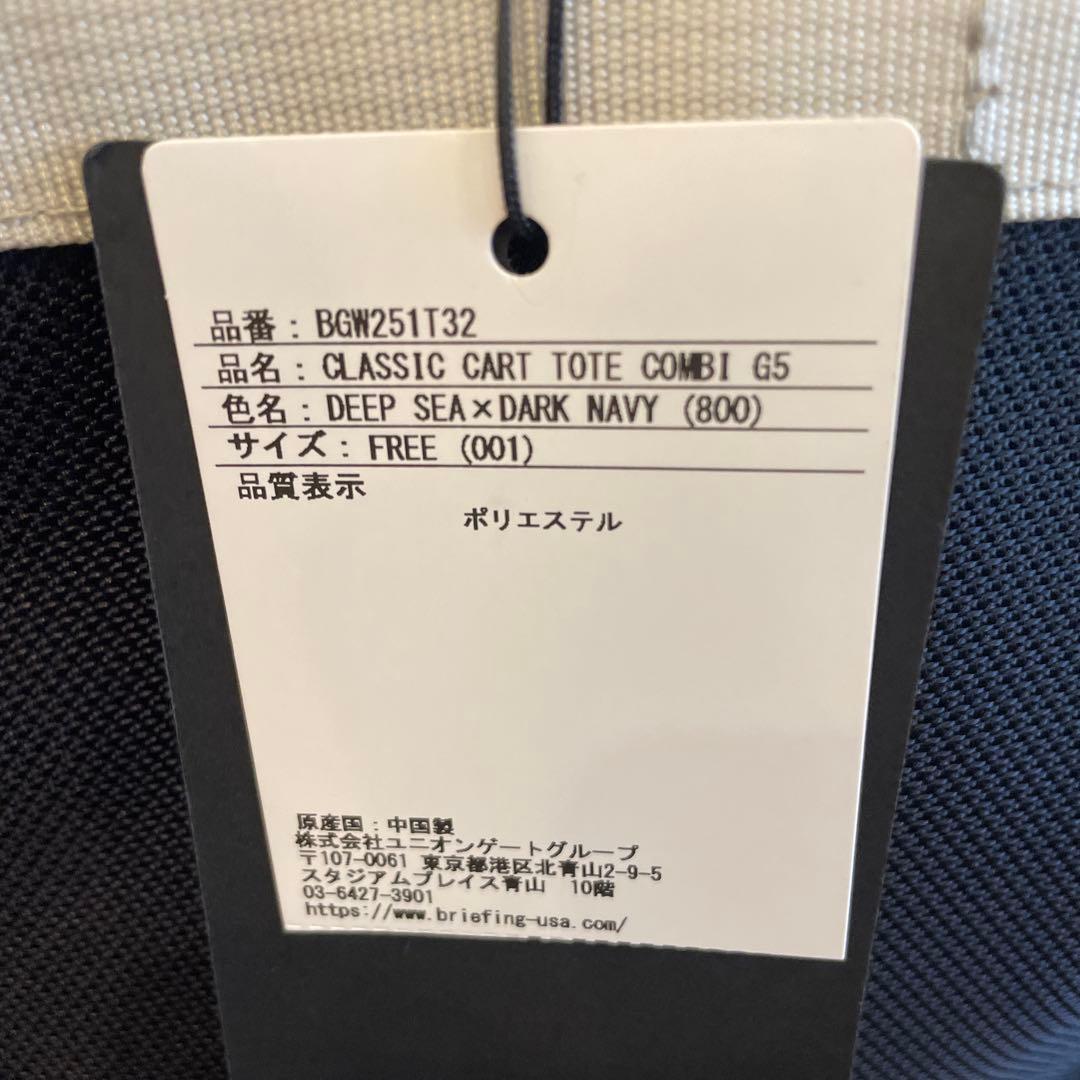 品番：BGW251T32
品名：CLASSIC CART TOTE COMBI G5
色名：DEEP SEA×DARK NAVY (800)
サイズ：FREE (001)
品質表示
ポリエステル
原産国：中国製
株式会社ユニオンゲートグループ
〒107-0061 東京都港区北青山2-9-5
スタジアムプレイス青山 10階
03-6427-3901
https://www.briefing-usa.com/